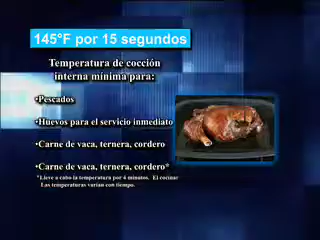 145°F por 15 segundos
Temperatura de cocción
interna mínima para:
•Pescados
•Huevos para el servicio inmediato
•Carne de vaca, ternera, cordero
•Carne de vaca, ternera, cordero*
*Lleve a cabo la temperatura por 4 minutos. El cocinar
Las temperaturas varían con tiempo.